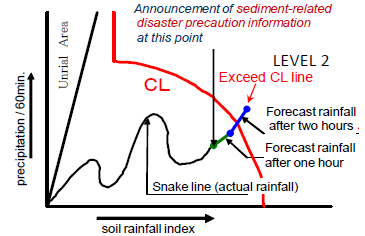 Announcement of sediment-related
disaster precaution information
at this point
LEVEL 2
Exceed CL line
Unrial Area
CL
precipitation / 60min.
Forecast rainfall
after two hours .
Forecast rainfall
after one hour
Snake line (actual rainfall)
soil rainfall index